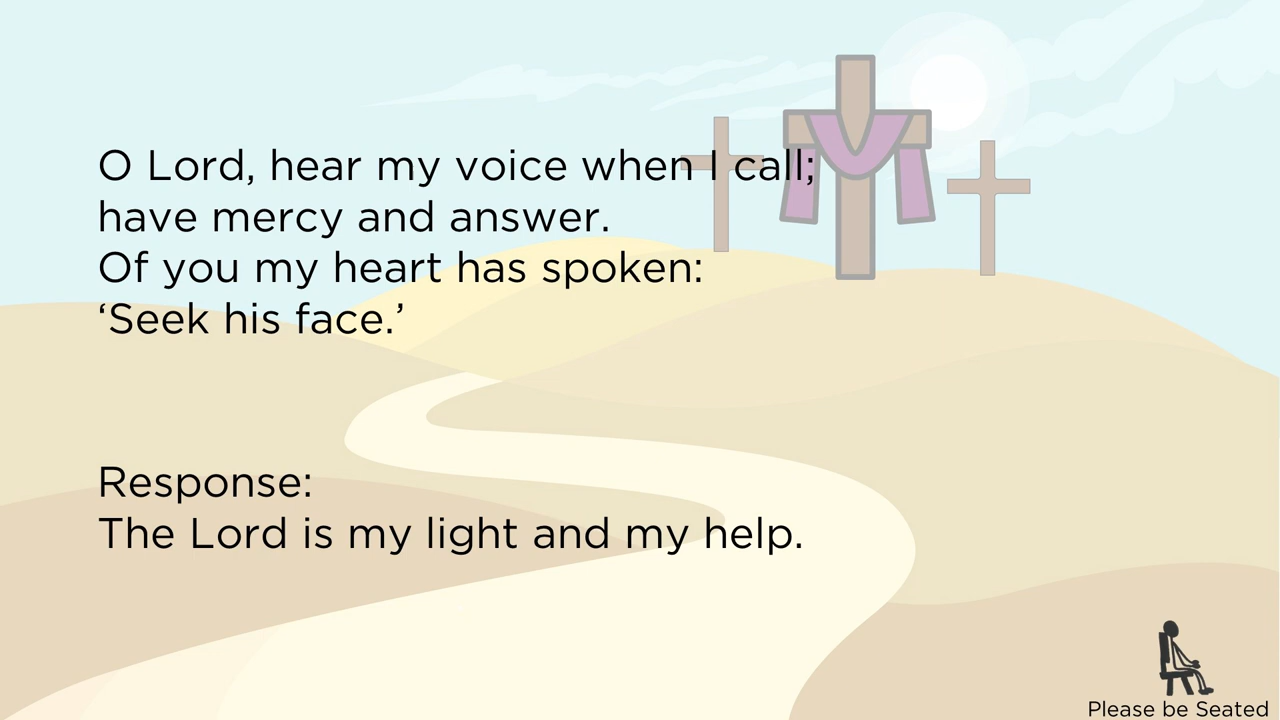 O Lord, hear my voice when I call;
have mercy and answer.
Of you my heart has spoken:
‘Seek his face.’
Response:
The Lord is my light and my help.
Please be Seated